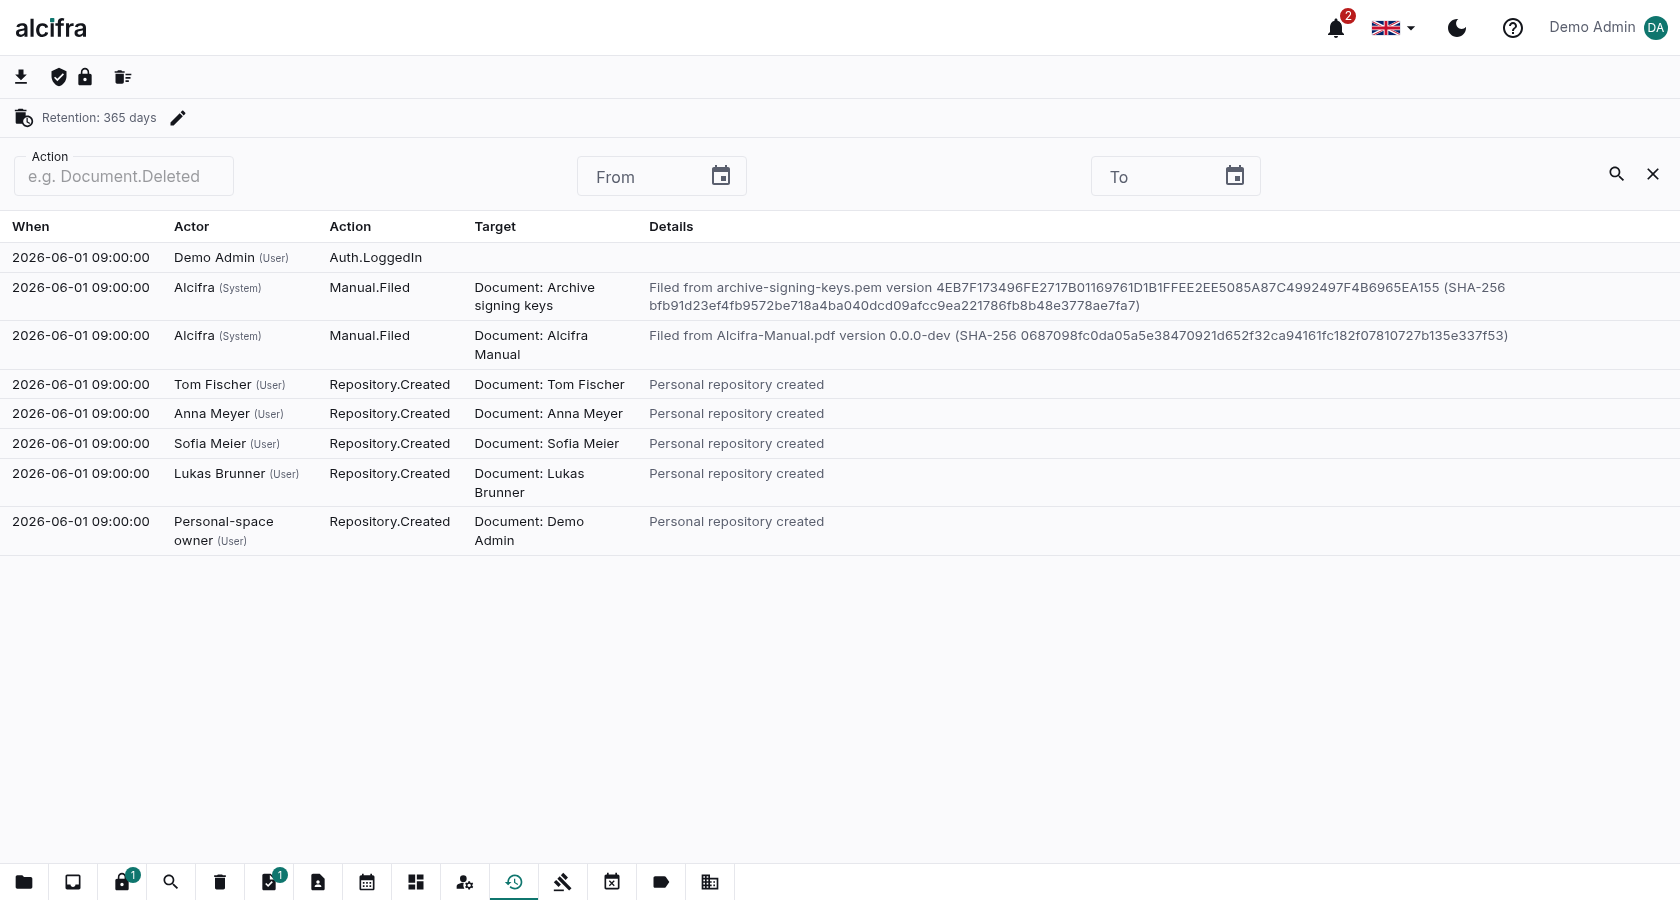 alcifra
2
Demo Admin
DA
Retention: 365 days
Action
e.g. Document.Deleted
From
To
When Actor Action Target Details
2026-06-01 09:00:00 Demo Admin (User) Auth.LoggedIn
2026-06-01 09:00:00 Alcifra (System) Manual.Filed Document: Archive Filed from archive-signing-keys.pem version 4EB7F173496FE2717B01169761D1B1FFEE2EE5085A87C4992497F4B6965EA155 (SHA-256
signing keys bfb91d23ef4fb9572be718a4ba040dcd09afcc9ea221786fb8b48e3778ae7fa7)
2026-06-01 09:00:00 Alcifra (System) Manual.Filed Document: Alcifra Filed from Alcifra-Manual.pdf version 0.0.0-dev (SHA-256 0687098fc0da05a5e38470921d652f32ca94161fc182f07810727b135e337f53)
Manual
2026-06-01 09:00:00 Tom Fischer (User) Repository.Created Document: Tom Fischer Personal repository created
2026-06-01 09:00:00 Anna Meyer (User) Repository.Created Document: Anna Meyer Personal repository created
2026-06-01 09:00:00 Sofia Meier (User) Repository.Created Document: Sofia Meier Personal repository created
2026-06-01 09:00:00 Lukas Brunner (User) Repository.Created Document: Lukas Personal repository created
Brunner
2026-06-01 09:00:00 Personal-space Repository.Created Document: Demo Personal repository created
owner (User) Admin
1 1